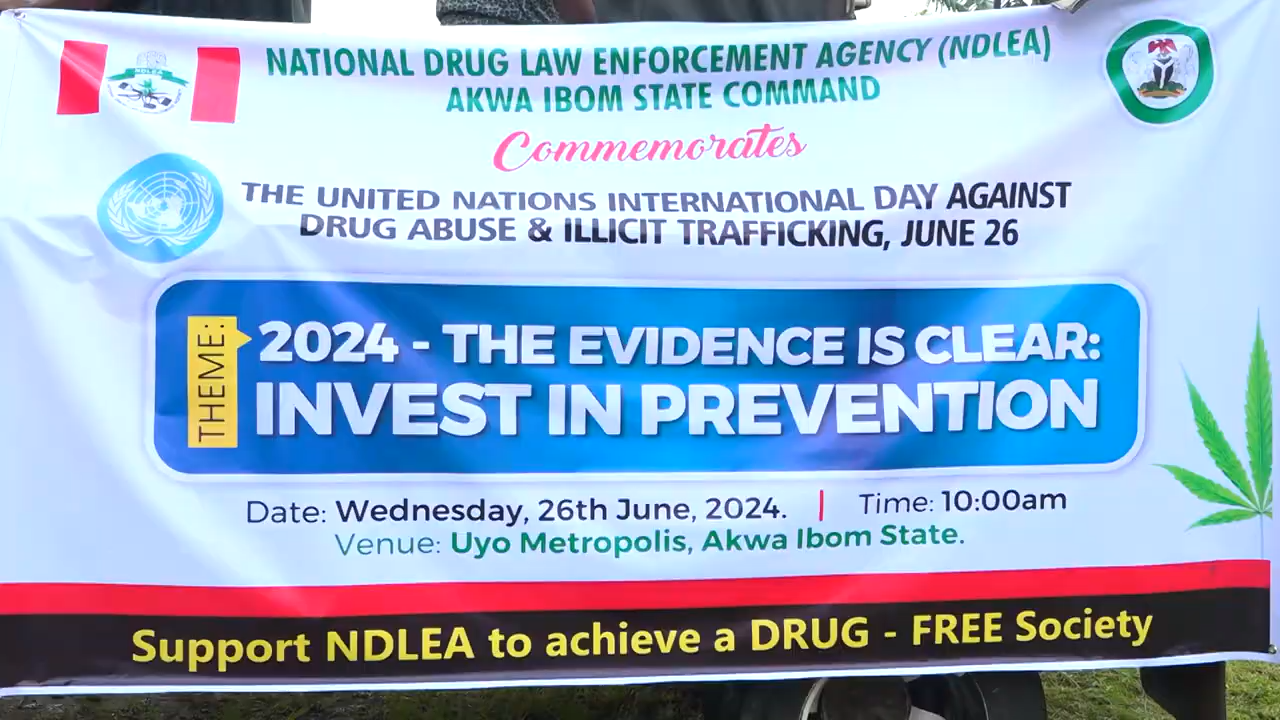 NATIONAL DRUG LAW ENFORCEMENT AGENCY (NDLEA)
AKWA IBOM STATE COMMAND
NDLEA
Commemorates
THE UNITED NATIONS INTERNATIONAL DAY AGAINST
DRUG ABUSE & ILLICIT TRAFFICKING, JUNE 26
THEME:
2024 - THE EVIDENCE IS CLEAR:
INVEST IN PREVENTION
Date: Wednesday, 26th June, 2024. | Time: 10:00am
Venue: Uyo Metropolis, Akwa Ibom State.
Support NDLEA to achieve a DRUG - FREE Society